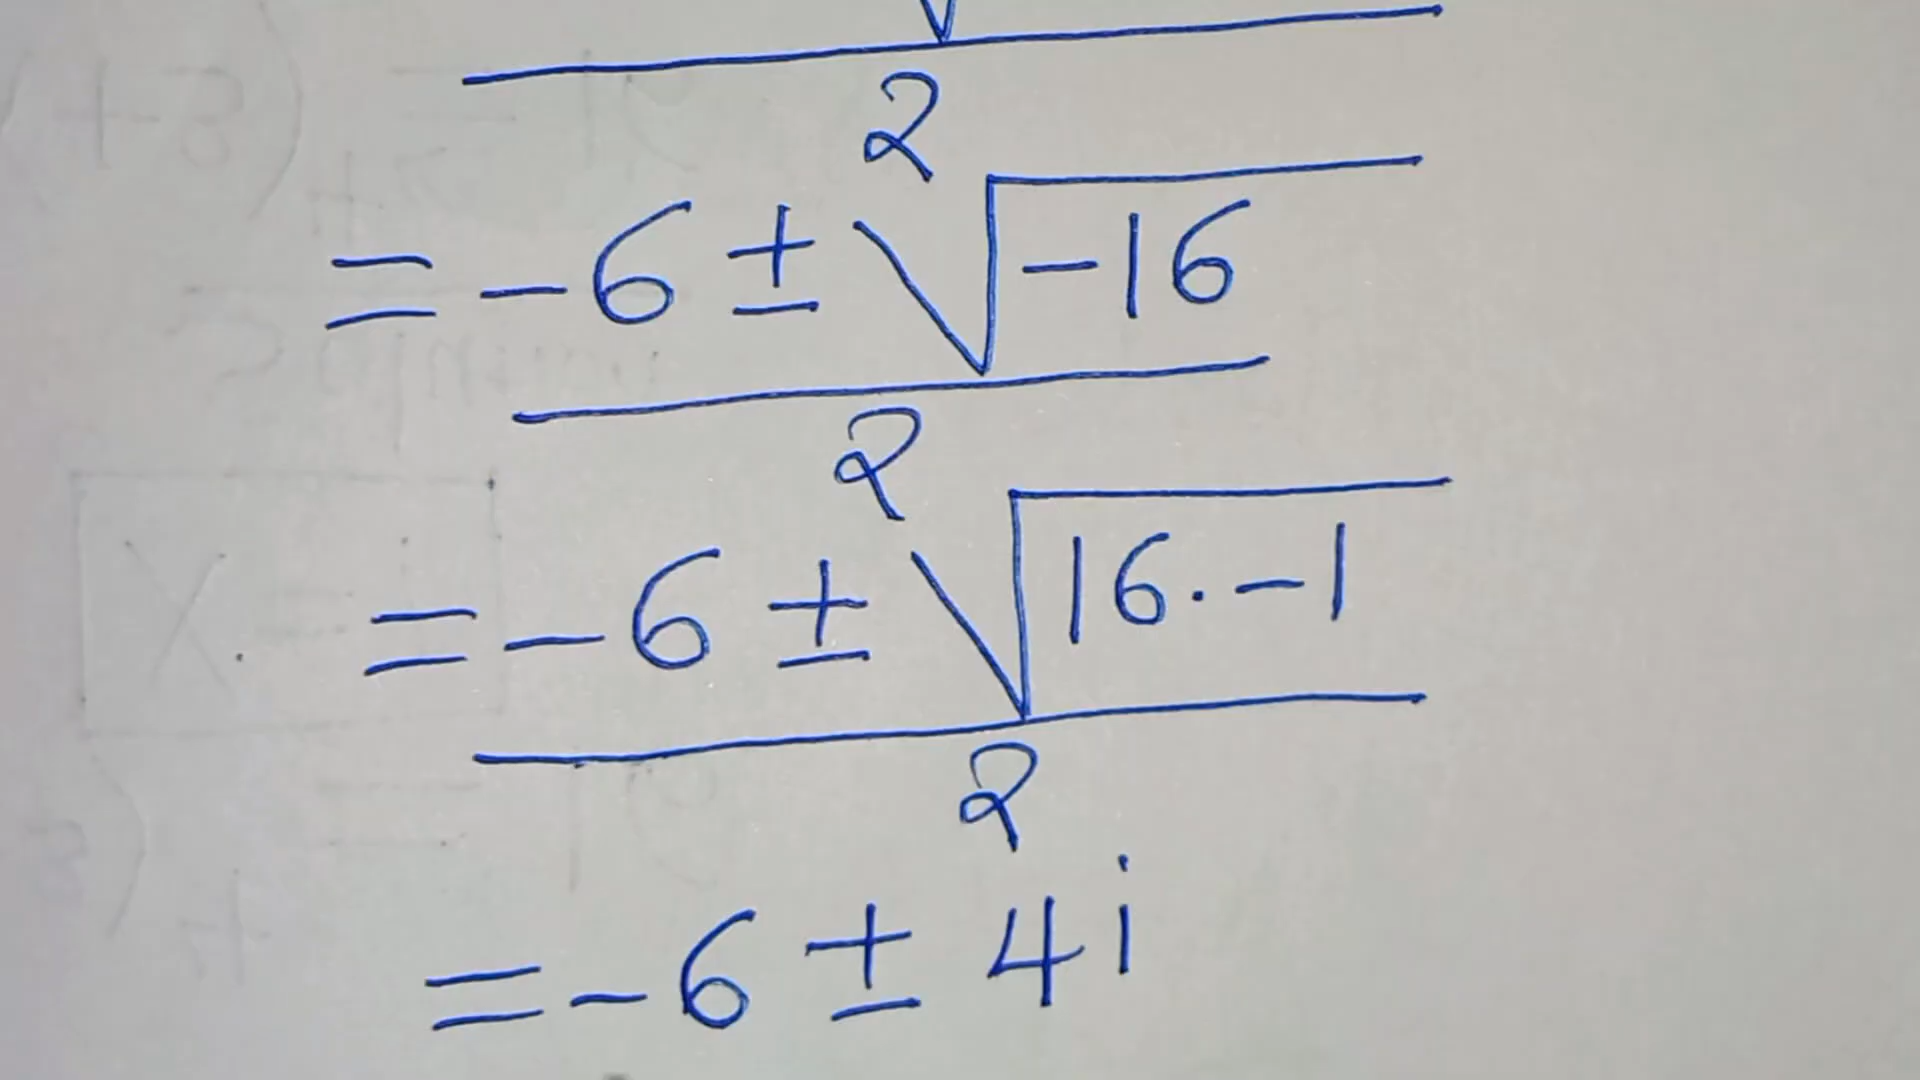 2
= -6 ± √-16
2
= -6 ± √16·-1
2
= -6 ± 4i